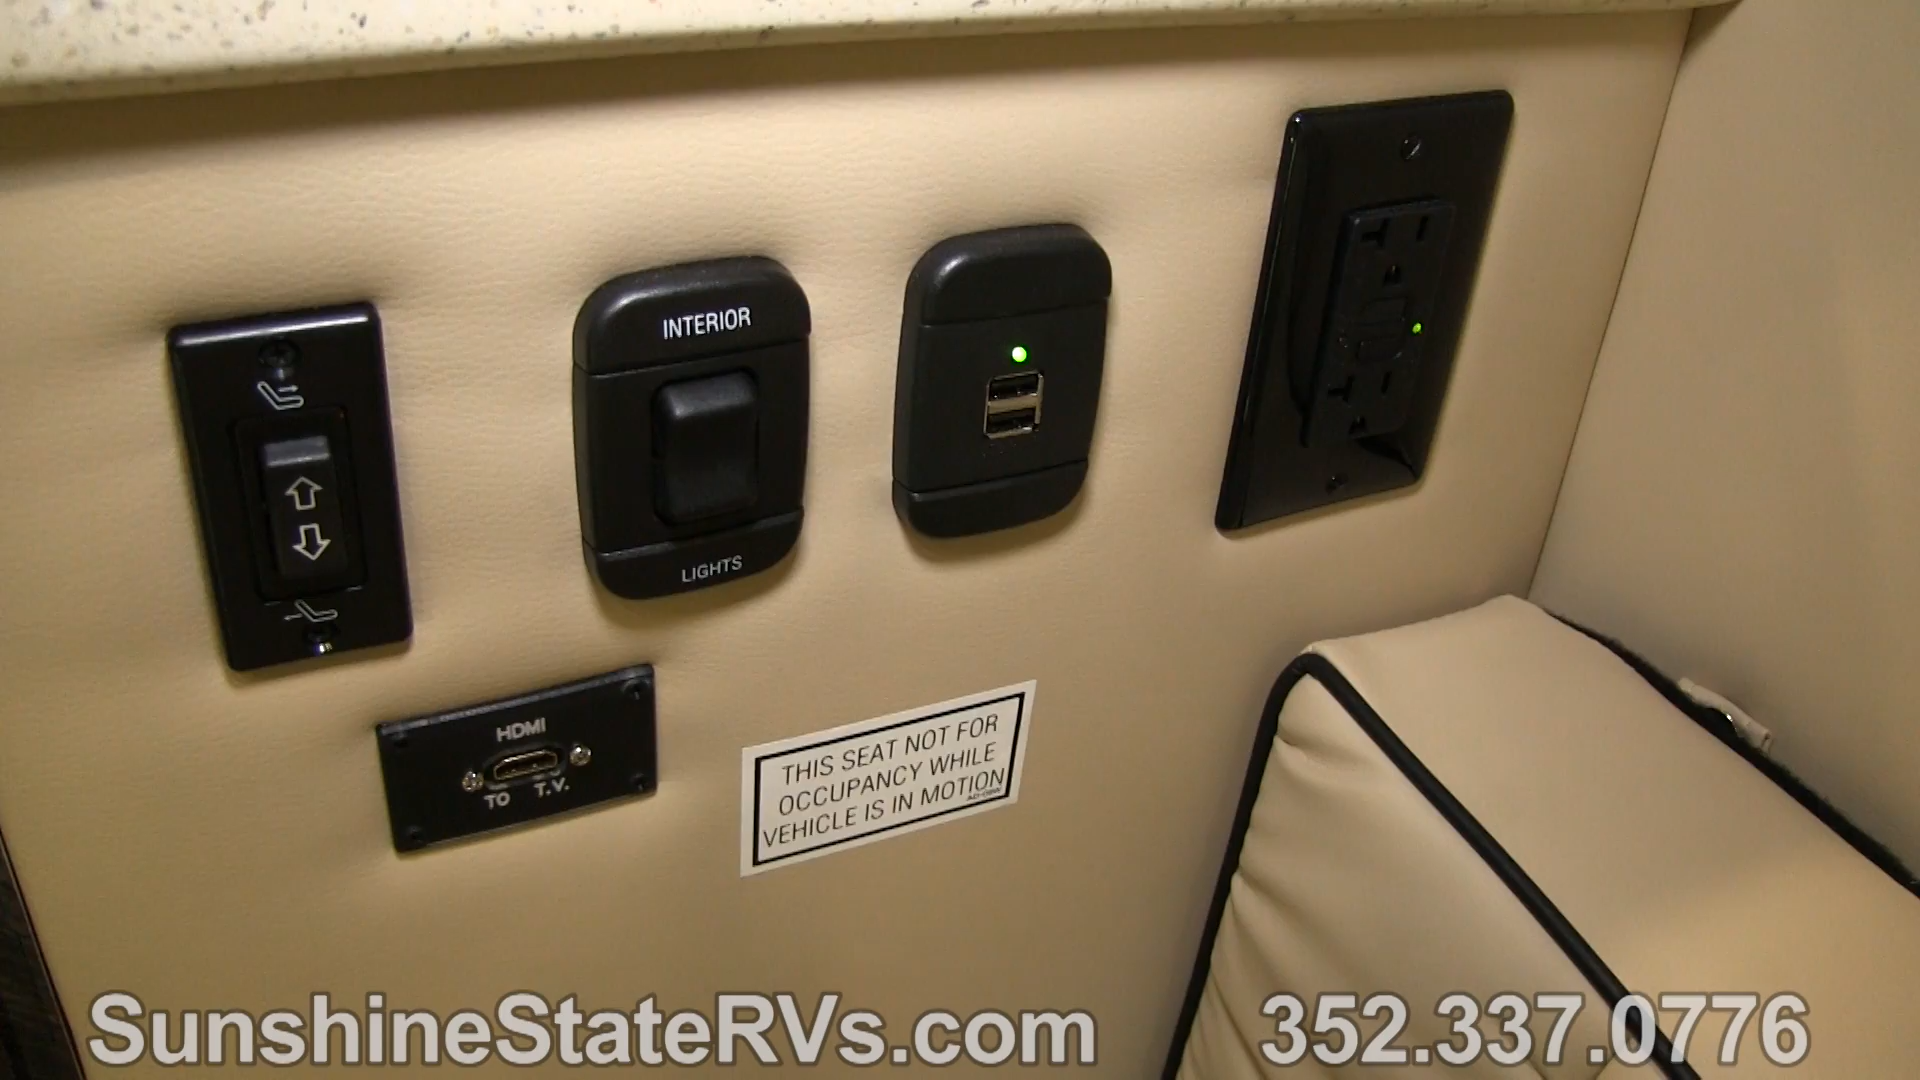 INTERIOR
LIGHTS
HDMI
TO T.V.
THIS SEAT NOT FOR
OCCUPANCY WHILE
VEHICLE IS IN MOTION
SunshineStateRVs.com 352.337.0776